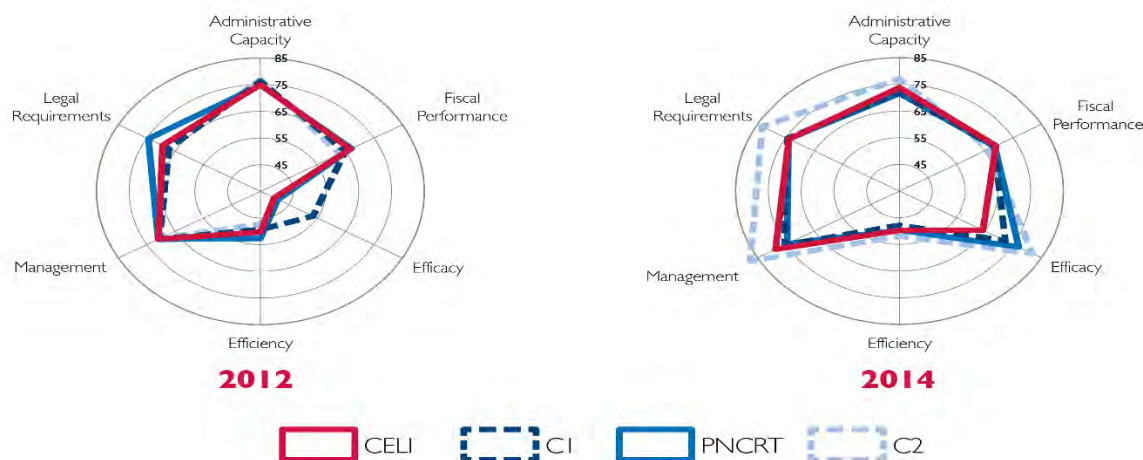 Administrative
Capacity
85
75
65
55
45
Legal
Requirements
Fiscal
Performance
Management
Efficacy
Efficiency
2012
Administrative
Capacity
85
75
65
55
45
Legal
Requirements
Fiscal
Performance
Management
Efficacy
Efficiency
2014
CELI
C1
PNCRT
C2